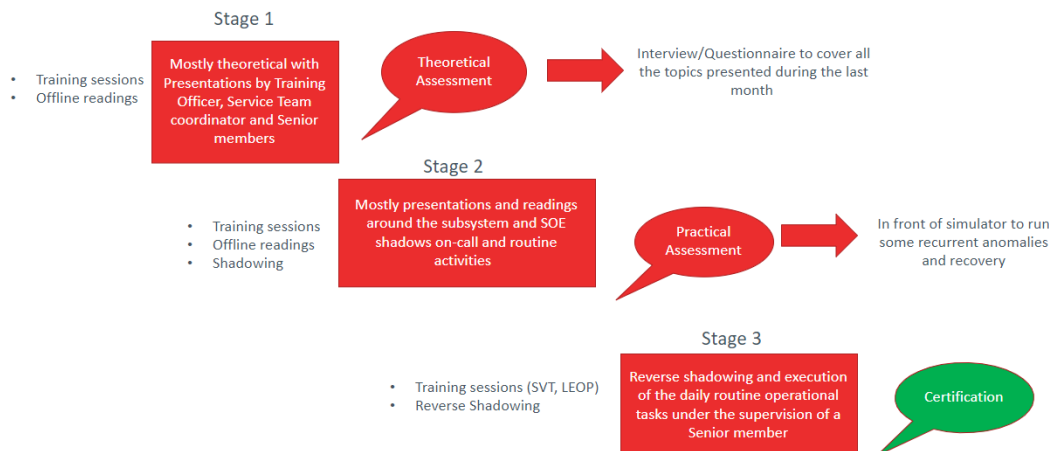 Stage 1
• Training sessions
• Offline readings
Mostly theoretical with
Presentations by Training
Officer, Service Team
coordinator and Senior
members
Theoretical
Assessment
Interview/Questionnaire to cover all
the topics presented during the last
month
Stage 2
• Training sessions
• Offline readings
• Shadowing
Mostly presentations and readings
around the subsystem and SOE
shadows on-call and routine
activities
Practical
Assessment
In front of simulator to run
some recurrent anomalies
and recovery
Stage 3
• Training sessions (SVT, LEOP)
• Reverse Shadowing
Reverse shadowing and execution
of the daily routine operational
tasks under the supervision of a
Senior member
Certification